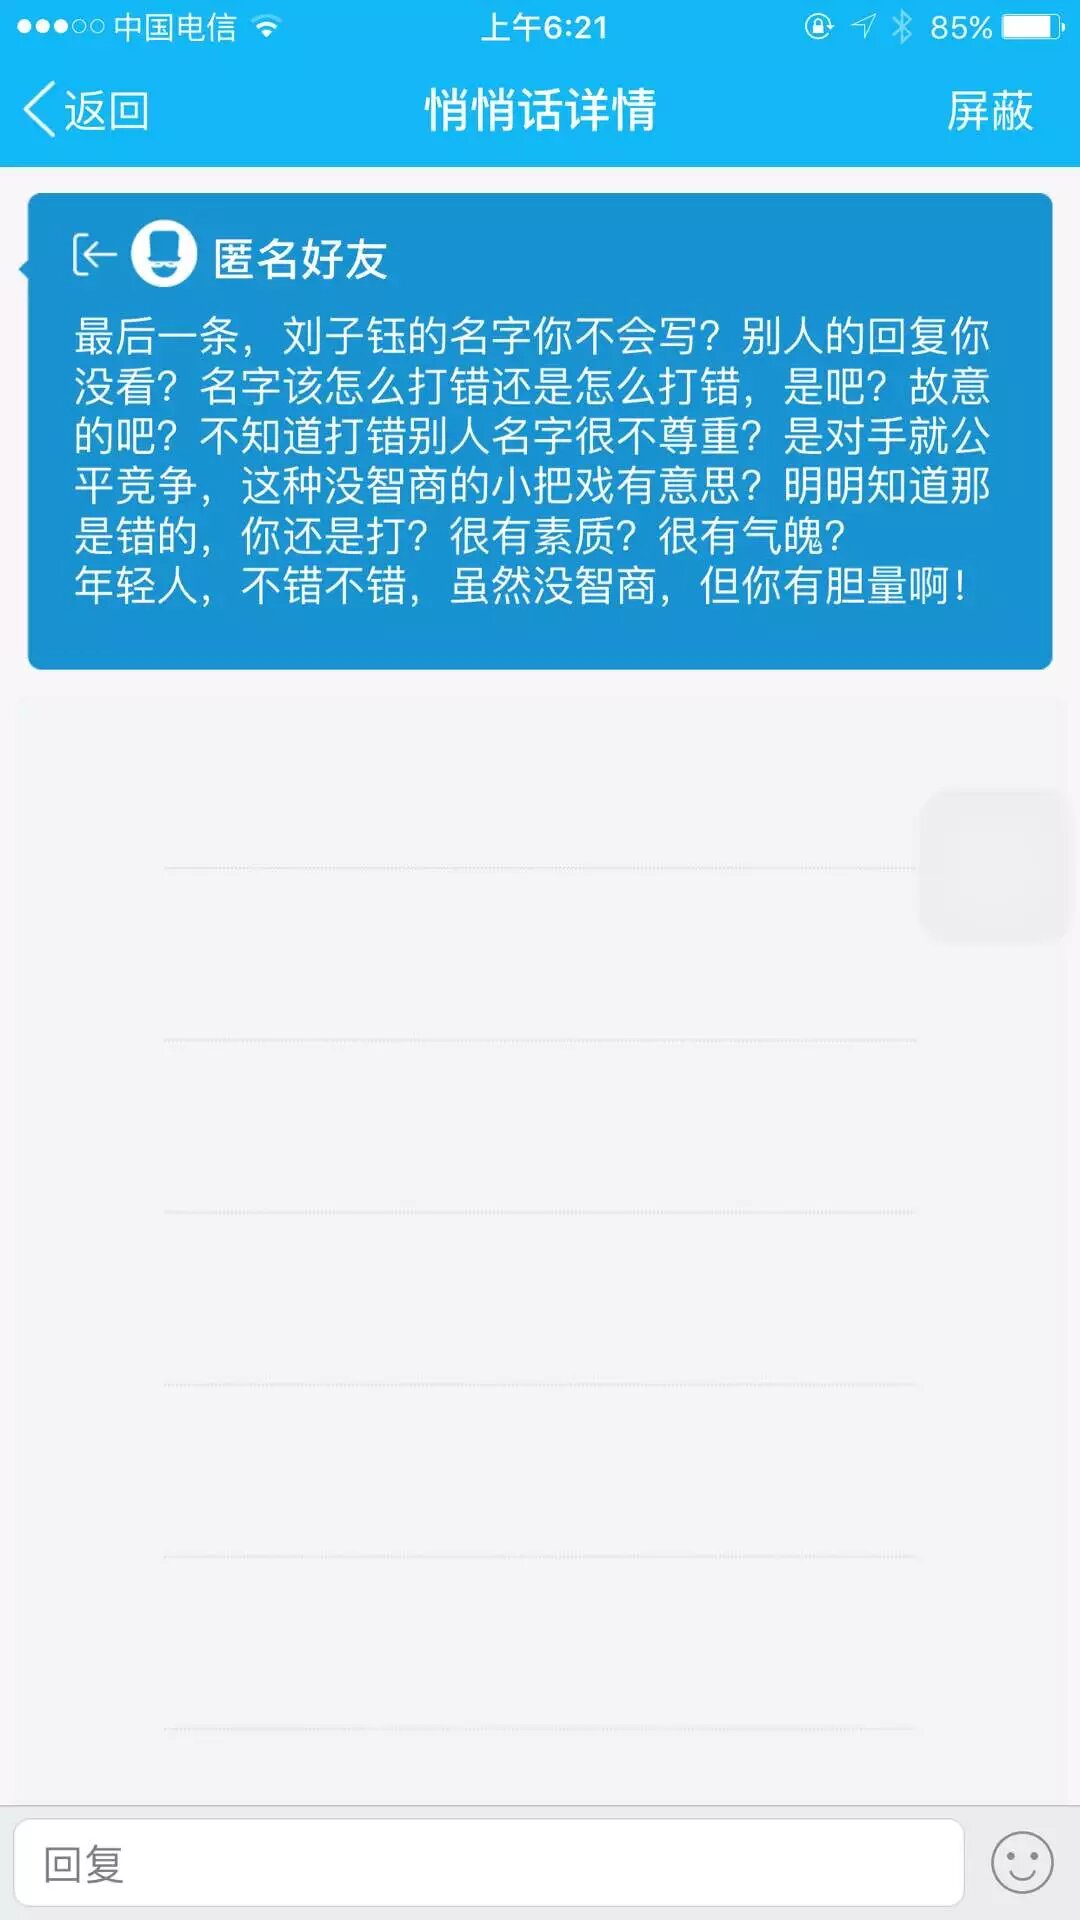 中国电信 上午6:21 85%
返回 悄悄话详情 屏蔽
匿名好友
最后一条，刘子钰的名字你不会写？别人的回复你
没看？名字该怎么打错还是怎么打错，是吧？故意
的吧？不知道打错别人名字很不尊重？是对手就公
平竞争，这种没智商的小把戏有意思？明明知道那
是错的，你还是打？很有素质？很有气魄？
年轻人，不错不错，虽然没智商，但你有胆量啊！
回复